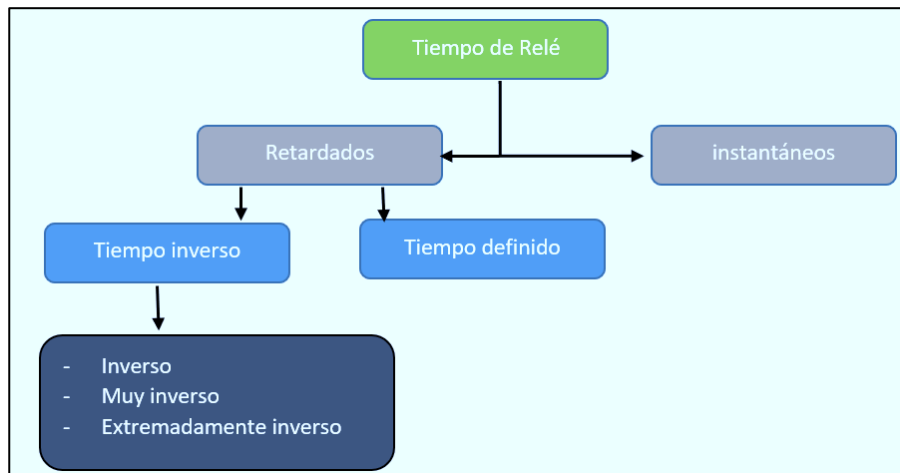 Tiempo de Relé
Retardados
instantáneos
Tiempo inverso
Tiempo definido
- Inverso
- Muy inverso
- Extremadamente inverso